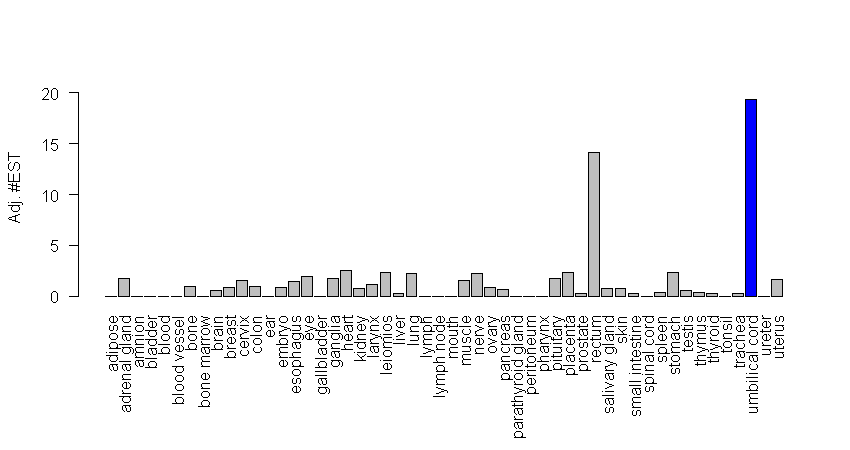 Adj. #EST
20
15
10
5
0
adipose
adrenal gland
amnion
bladder
blood
blood vessel
bone
bone marrow
brain
breast
cervix
colon
ear
embryo
esophagus
eye
gallbladder
ganglia
heart
kidney
larynx
leiomios
liver
lung
lymph
lymph node
mouth
muscle
nerve
ovary
pancreas
parathyroid gland
peritoneum
pharynx
pituitary
placenta
prostate
rectum
salivary gland
skin
small intestine
spinal cord
spleen
stomach
testis
thymus
thyroid
tonsil
trachea
umbilical cord
ureter
uterus